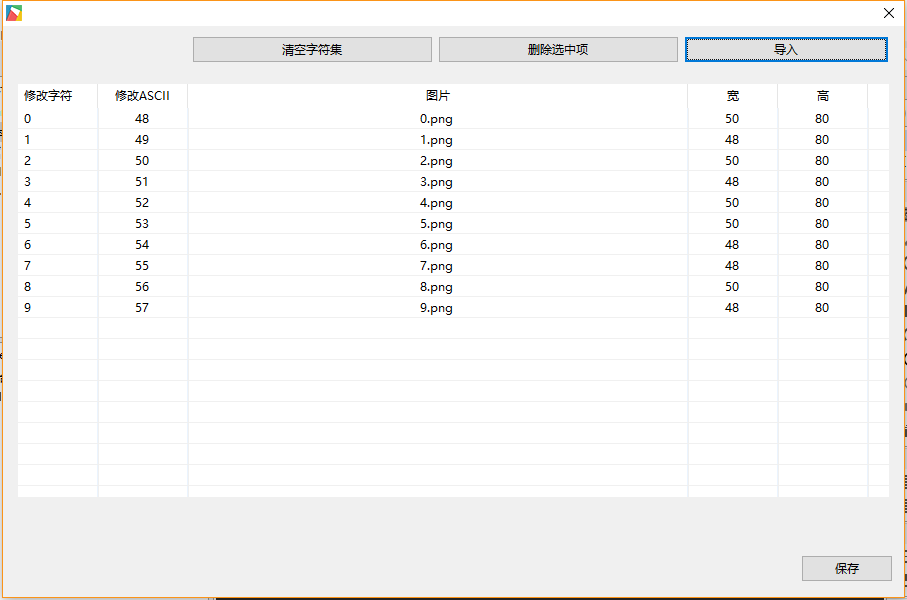 清空字符集 删除选中项 导入
修改字符 修改ASCII 图片 宽 高
0 48 0.png 50 80
1 49 1.png 48 80
2 50 2.png 50 80
3 51 3.png 48 80
4 52 4.png 50 80
5 53 5.png 50 80
6 54 6.png 48 80
7 55 7.png 48 80
8 56 8.png 50 80
9 57 9.png 48 80
保存